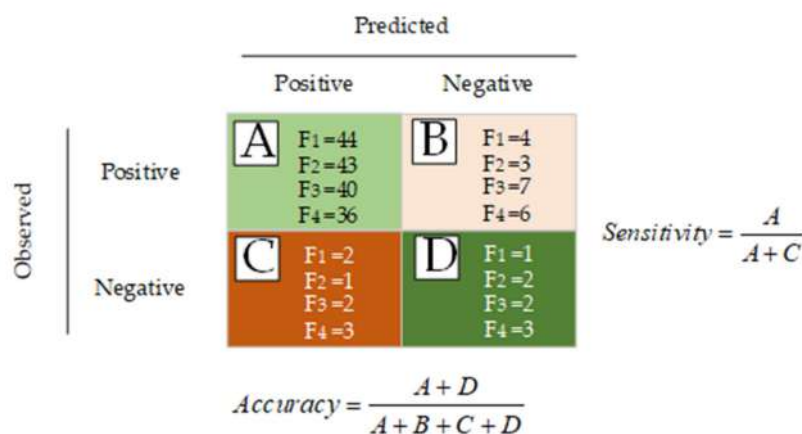 Predicted
Positive Negative
Observed
Positive
A
F1=44
F2=43
F3=40
F4=36
B
F1=4
F2=3
F3=7
F4=6
Negative
C
F1=2
F2=1
F3=2
F4=3
D
F1=1
F2=2
F3=2
F4=3
Sensitivity = A / A + C
Accuracy = A + D / A + B + C + D